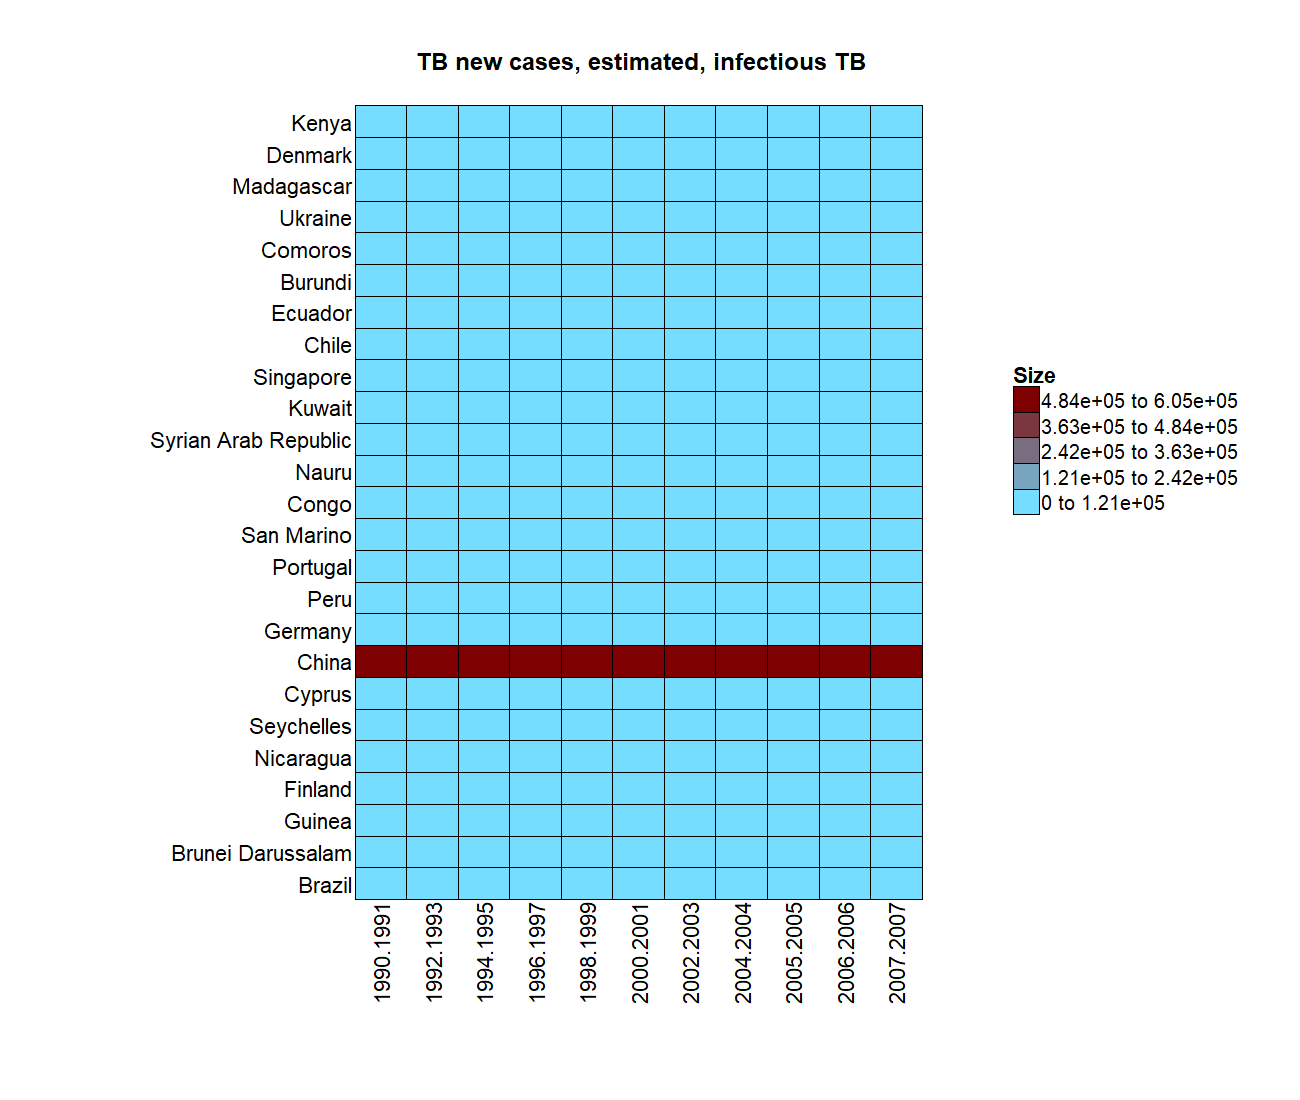 TB new cases, estimated, infectious TB
Kenya
Denmark
Madagascar
Ukraine
Comoros
Burundi
Ecuador
Chile
Singapore
Kuwait
Syrian Arab Republic
Nauru
Congo
San Marino
Portugal
Peru
Germany
China
Cyprus
Seychelles
Nicaragua
Finland
Guinea
Brunei Darussalam
Brazil
1990.1991
1992.1993
1994.1995
1996.1997
1998.1999
2000.2001
2002.2003
2004.2004
2005.2005
2006.2006
2007.2007
Size
4.84e+05 to 6.05e+05
3.63e+05 to 4.84e+05
2.42e+05 to 3.63e+05
1.21e+05 to 2.42e+05
0 to 1.21e+05